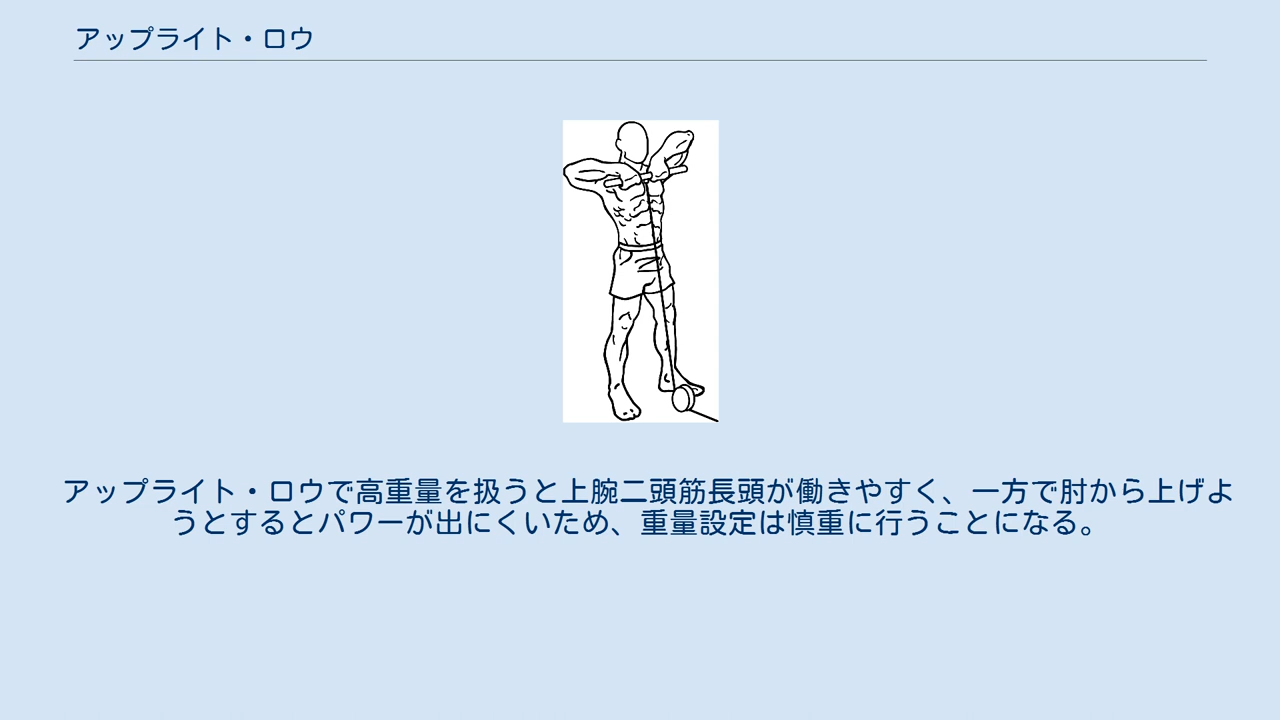 アップライト・ロウ
アップライト・ロウで高重量を扱うと上腕二頭筋長頭が働きやすく、一方で肘から上げよ
うとするとパワーが出にくいため、重量設定は慎重に行うことになる。